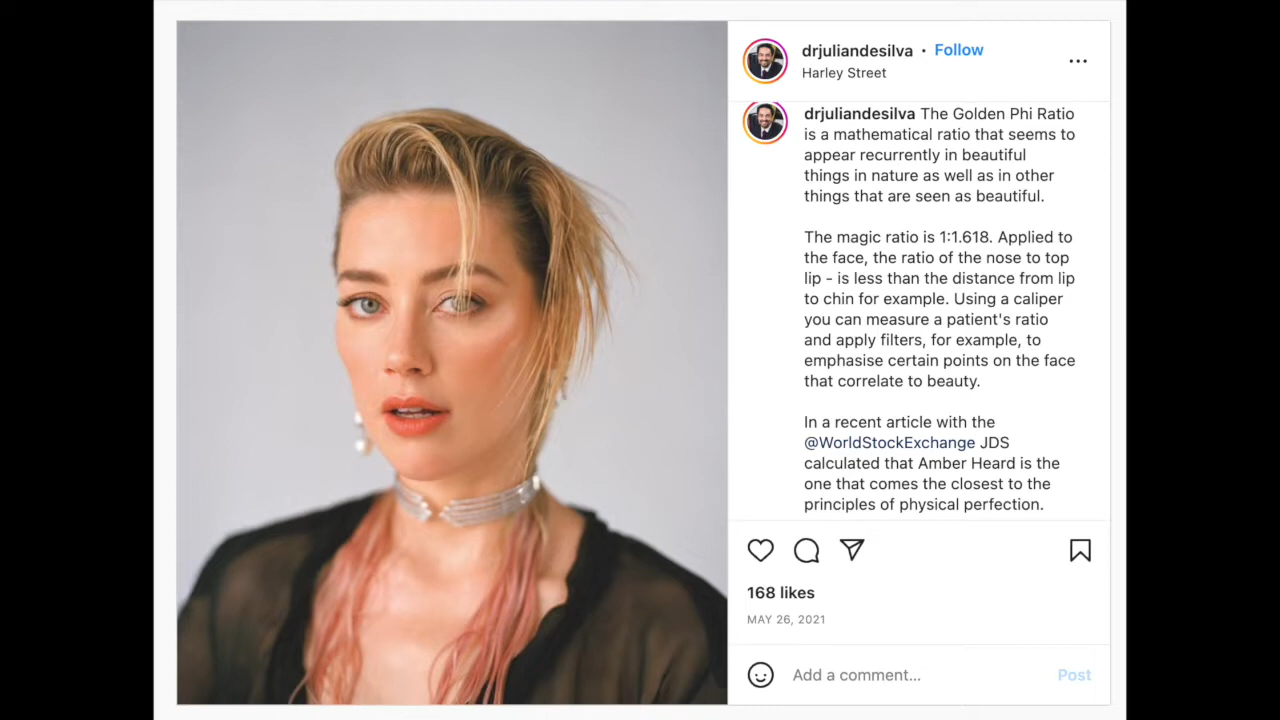 drjuliandesilva • Follow
Harley Street
drjuliandesilva The Golden Phi Ratio
is a mathematical ratio that seems to
appear recurrently in beautiful
things in nature as well as in other
things that are seen as beautiful.
The magic ratio is 1:1.618. Applied to
the face, the ratio of the nose to top
lip - is less than the distance from lip
to chin for example. Using a caliper
you can measure a patient's ratio
and apply filters, for example, to
emphasise certain points on the face
that correlate to beauty.
In a recent article with the
@WorldStockExchange JDS
calculated that Amber Heard is the
one that comes the closest to the
principles of physical perfection.
168 likes
MAY 26, 2021
Add a comment... Post